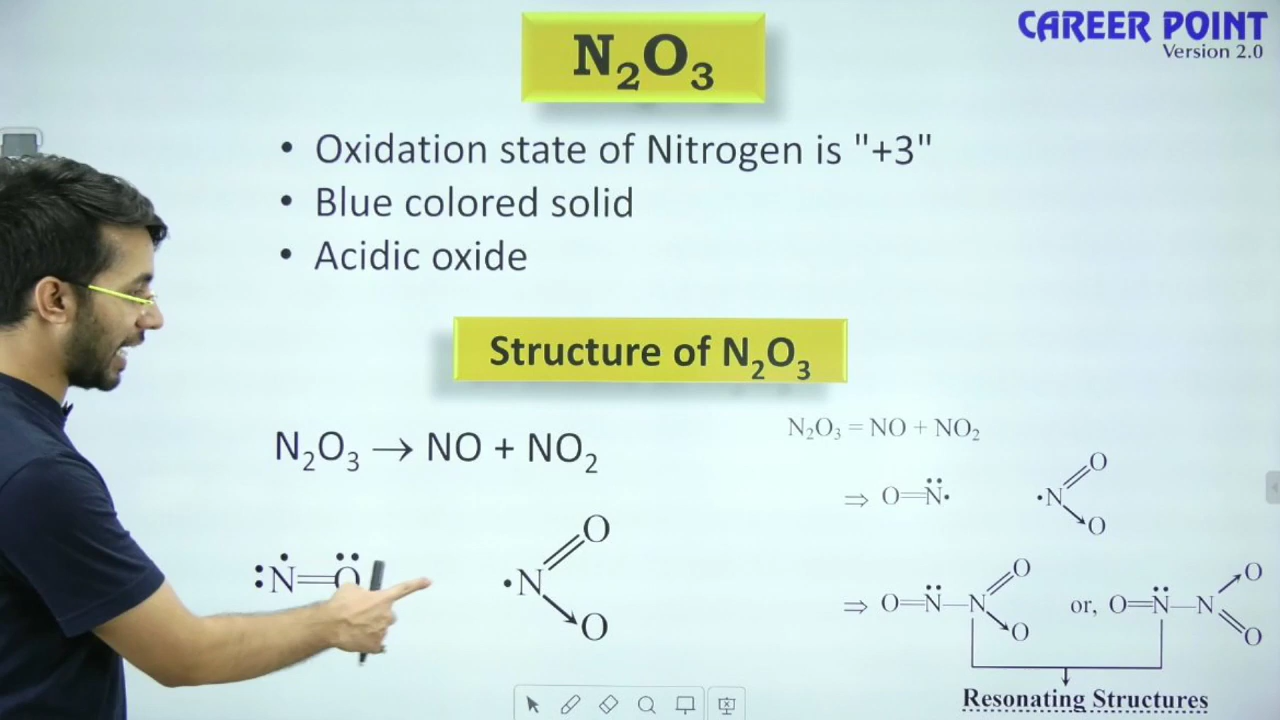 CAREER POINT
Version 2.0
N₂O₃
• Oxidation state of Nitrogen is "+3"
• Blue colored solid
• Acidic oxide
Structure of N₂O₃
N₂O₃ → NO + NO₂
:N=O
·N O O
N₂O₃ = NO + NO₂
⇒ O=N· ·N O O
⇒ O=N–N O O or, O=N–N O O
Resonating Structures